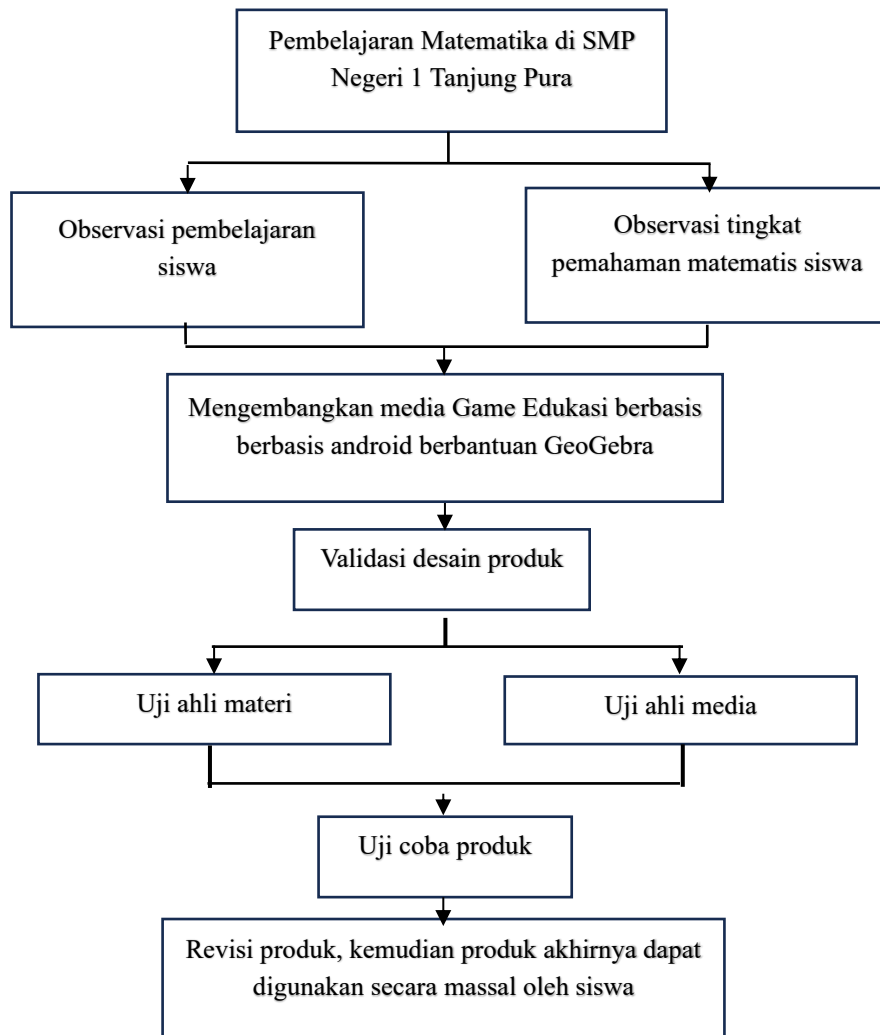 Pembelajaran Matematika di SMP
Negeri 1 Tanjung Pura
Observasi pembelajaran
siswa
Observasi tingkat
pemahaman matematis siswa
Mengembangkan media Game Edukasi berbasis
berbasis android berbantuan GeoGebra
Validasi desain produk
Uji ahli materi
Uji ahli media
Uji coba produk
Revisi produk, kemudian produk akhirnya dapat
digunakan secara massal oleh siswa